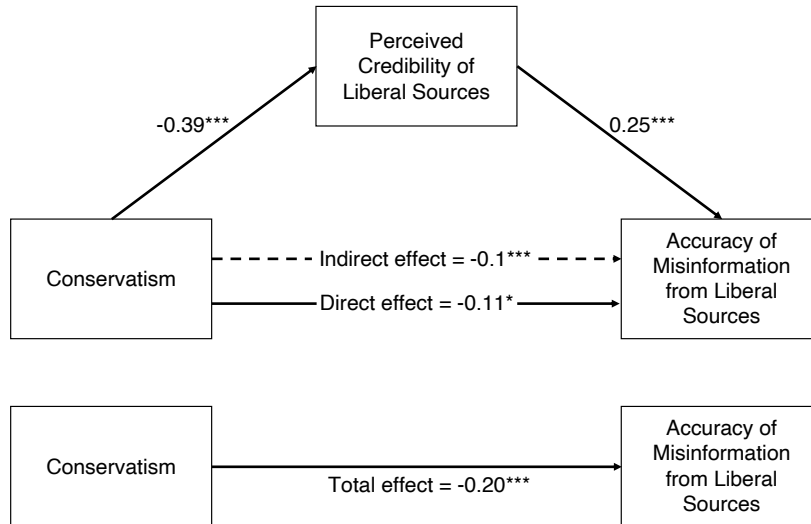 Perceived
Credibility of
Liberal Sources
-0.39***
0.25***
Conservatism
Indirect effect = -0.1***
Direct effect = -0.11*
Accuracy of
Misinformation
from Liberal
Sources
Conservatism
Total effect = -0.20***
Accuracy of
Misinformation
from Liberal
Sources